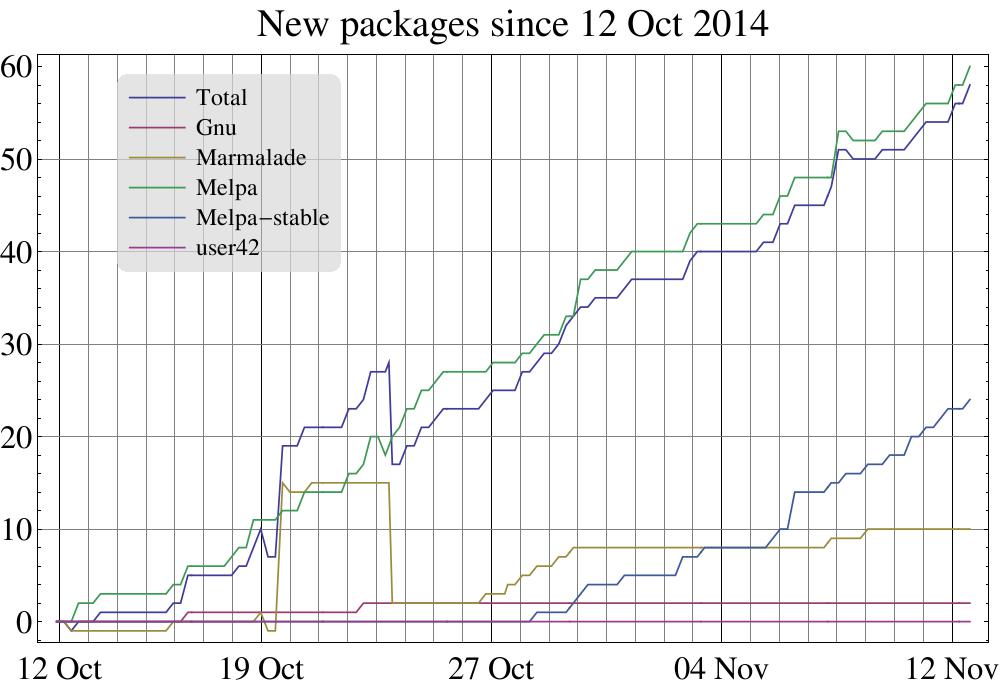 New packages since 12 Oct 2014
60
50
40
30
20
10
0
Total
Gnu
Marmalade
Melpa
Melpa−stable
user42
12 Oct 19 Oct 27 Oct 04 Nov 12 Nov